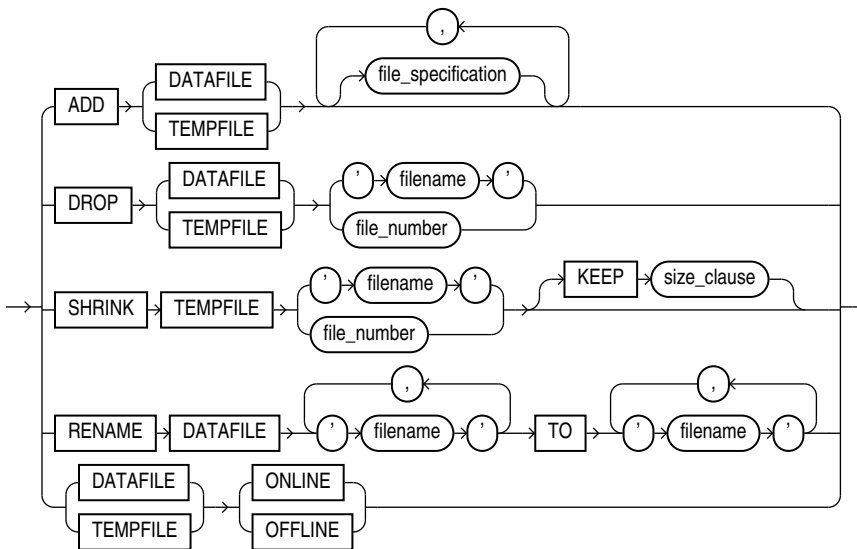 ,
DATAFILE file_specification
ADD
TEMPFILE
DATAFILE ' filename '
DROP
TEMPFILE file_number
' filename ' KEEP size_clause
SHRINK TEMPFILE
file_number
, ,
RENAME DATAFILE ' filename ' TO ' filename '
DATAFILE ONLINE
TEMPFILE OFFLINE